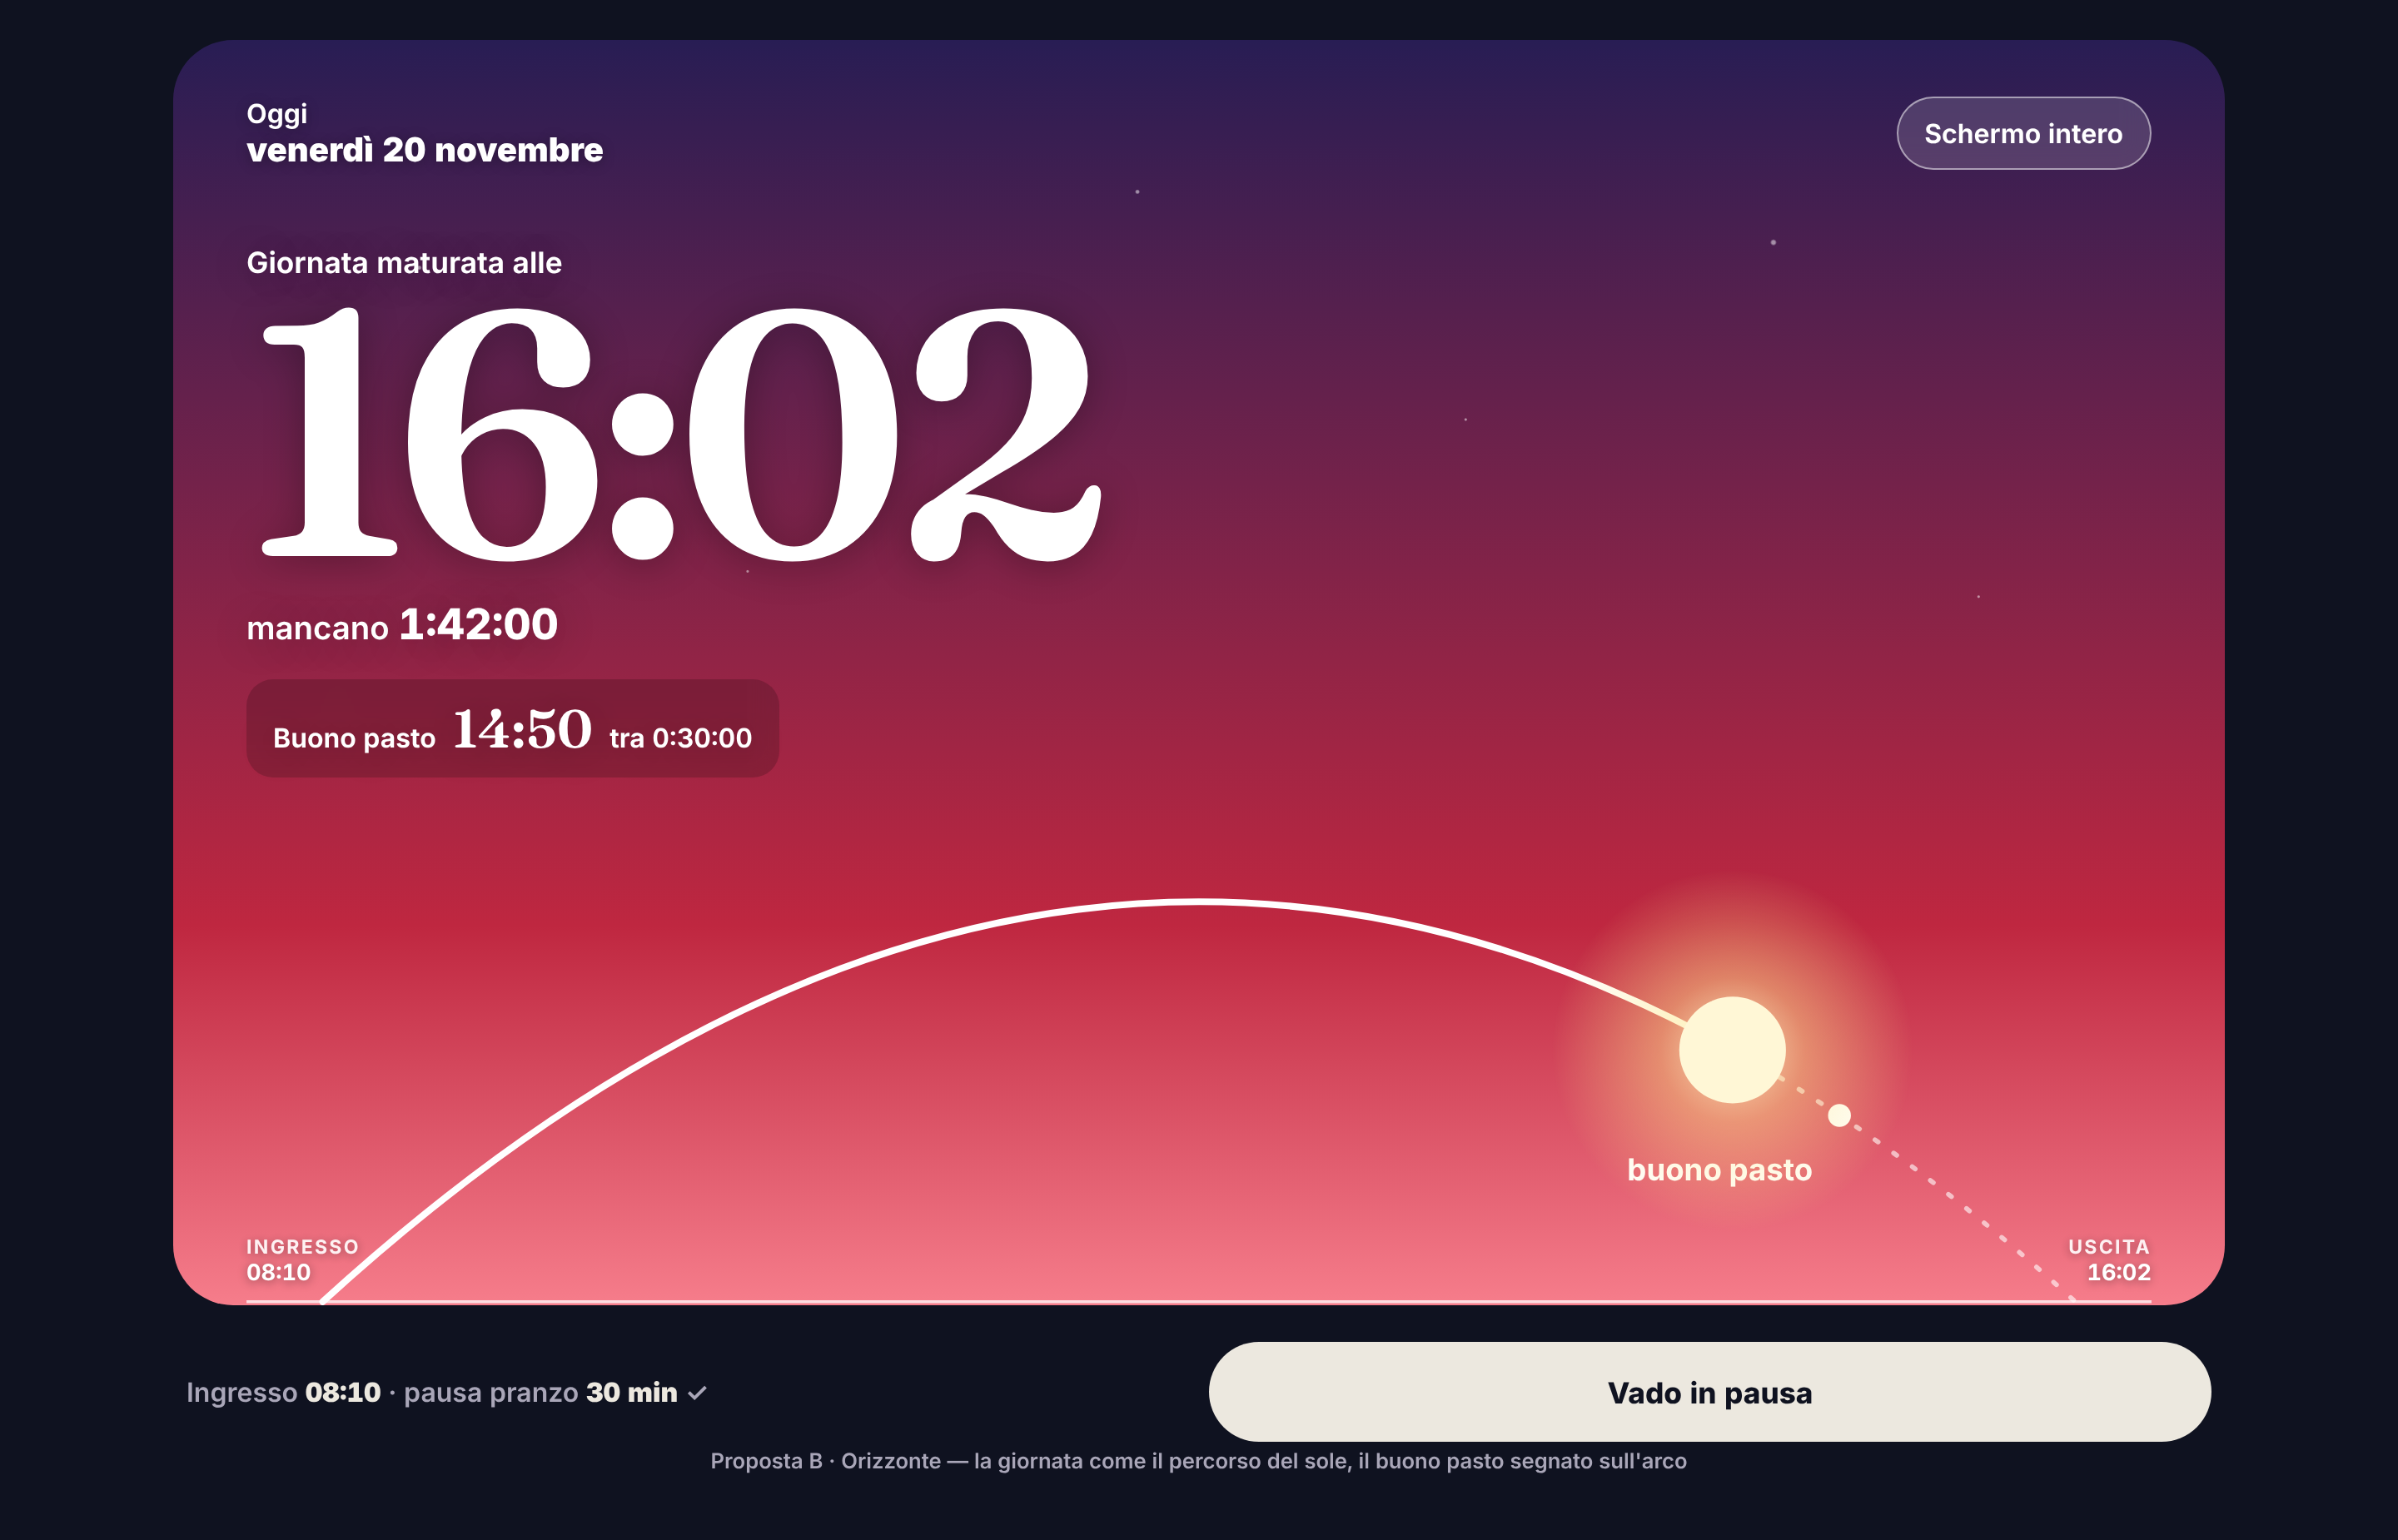 Oggi
venerdì 20 novembre
Schermo intero
Giornata maturata alle
16:02
mancano 1:42:00
Buono pasto 14:50 tra 0:30:00
buono pasto
INGRESSO
08:10
USCITA
16:02
Ingresso 08:10 · pausa pranzo 30 min ✓
Vado in pausa
Proposta B · Orizzonte — la giornata come il percorso del sole, il buono pasto segnato sull'arco